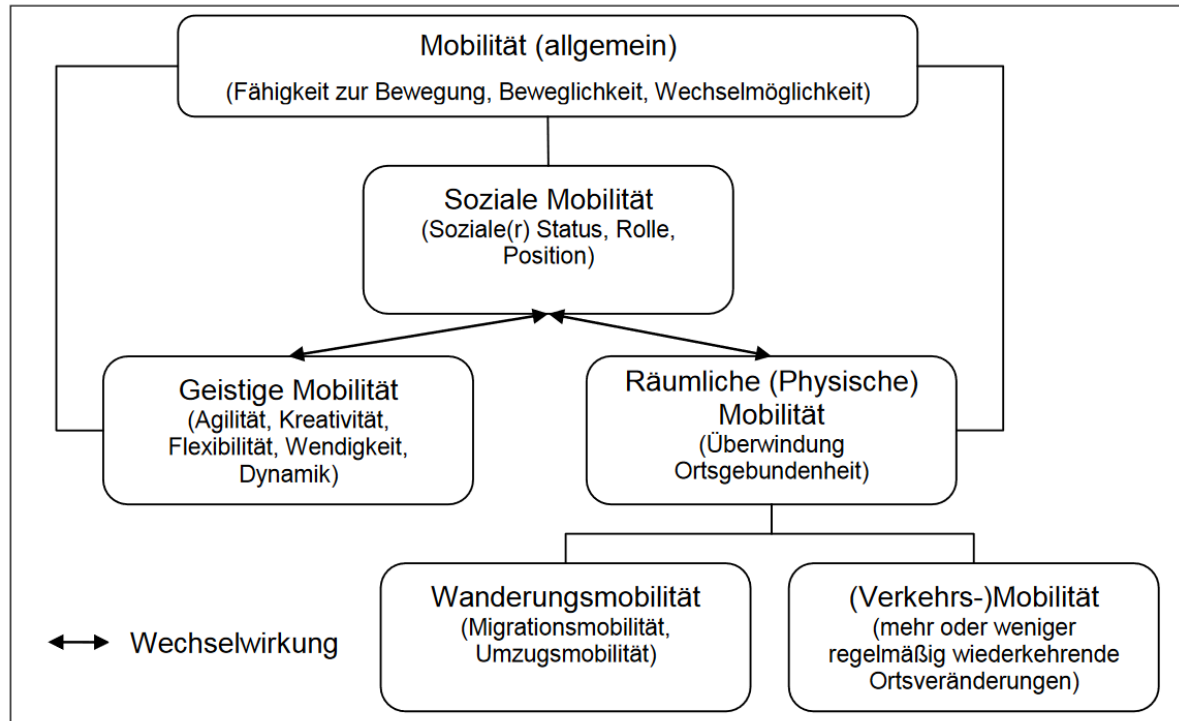 Mobilität (allgemein)
(Fähigkeit zur Bewegung, Beweglichkeit, Wechselmöglichkeit)
Soziale Mobilität
(Soziale(r) Status, Rolle,
Position)
Geistige Mobilität
(Agilität, Kreativität,
Flexibilität, Wendigkeit,
Dynamik)
Räumliche (Physische)
Mobilität
(Überwindung
Ortsgebundenheit)
Wanderungsmobilität
(Migrationsmobilität,
Umzugsmobilität)
(Verkehrs-)Mobilität
(mehr oder weniger
regelmäßig wiederkehrende
Ortsveränderungen)
Wechselwirkung